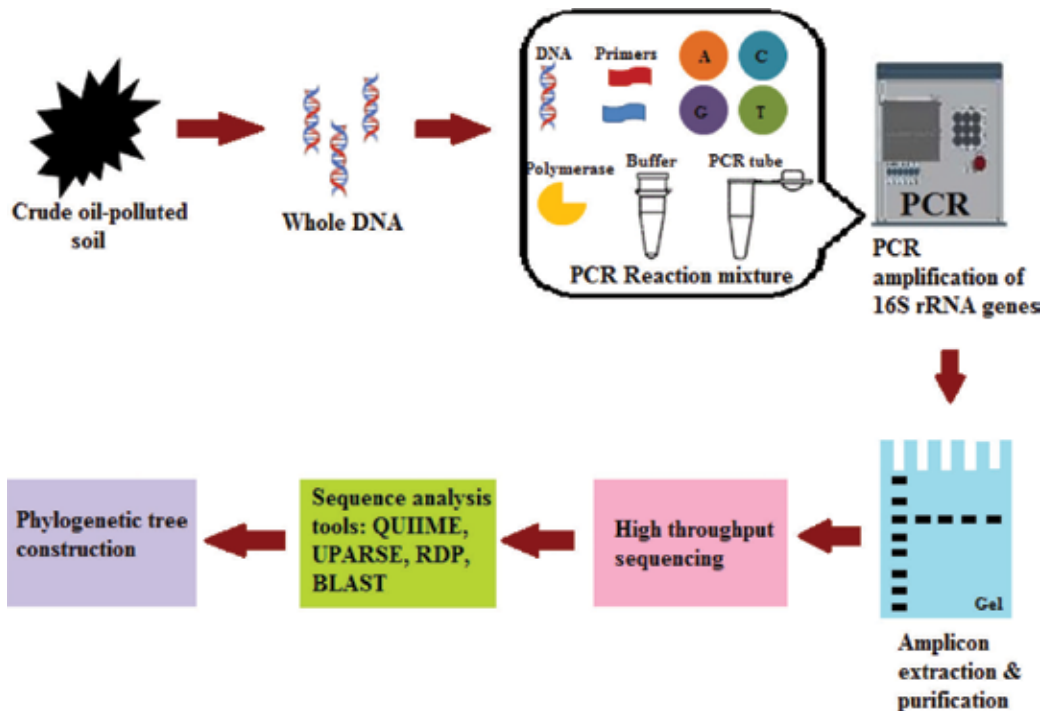 Crude oil-polluted
soil
Whole DNA
DNA
Primers
A
C
G
T
Polymerase
Buffer
PCR tube
PCR Reaction mixture
PCR
PCR
amplification of
16S rRNA genes
Gel
Amplicon
extraction &
purification
High throughput
sequencing
Sequence analysis
tools: QUIIME,
UPARSE, RDP,
BLAST
Phylogenetic tree
construction